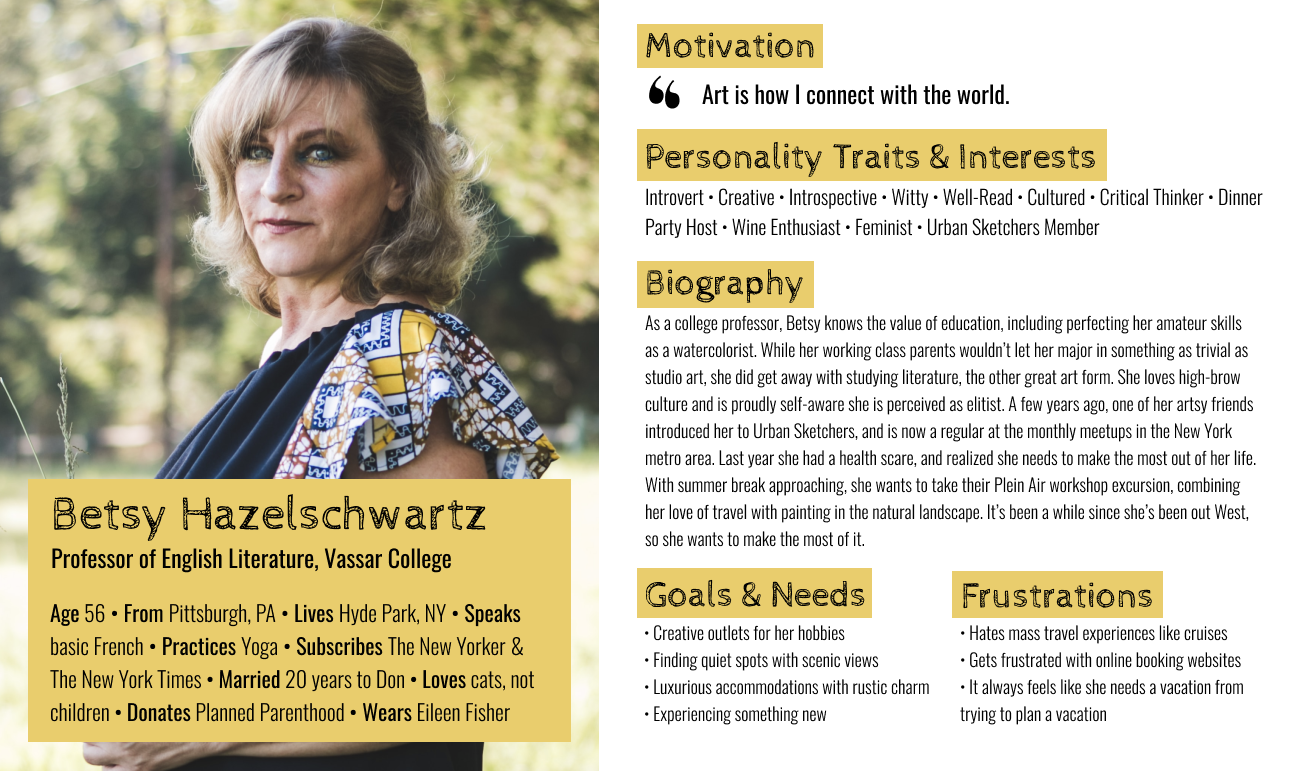 Betsy Hazelschwartz
Professor of English Literature, Vassar College
Age 56 • From Pittsburgh, PA • Lives Hyde Park, NY • Speaks
basic French • Practices Yoga • Subscribes The New Yorker &
The New York Times • Married 20 years to Don • Loves cats, not
children • Donates Planned Parenthood • Wears Eileen Fisher
Motivation
“ Art is how I connect with the world.
Personality Traits & Interests
Introvert • Creative • Introspective • Witty • Well-Read • Cultured • Critical Thinker • Dinner
Party Host • Wine Enthusiast • Feminist • Urban Sketchers Member
Biography
As a college professor, Betsy knows the value of education, including perfecting her amateur skills
as a watercolorist. While her working class parents wouldn’t let her major in something as trivial as
studio art, she did get away with studying literature, the other great art form. She loves high-brow
culture and is proudly self-aware she is perceived as elitist. A few years ago, one of her artsy friends
introduced her to Urban Sketchers, and is now a regular at the monthly meetups in the New York
metro area. Last year she had a health scare, and realized she needs to make the most out of her life.
With summer break approaching, she wants to take their Plein Air workshop excursion, combining
her love of travel with painting in the natural landscape. It’s been a while since she’s been out West,
so she wants to make the most of it.
Goals & Needs
• Creative outlets for her hobbies
• Finding quiet spots with scenic views
• Luxurious accommodations with rustic charm
• Experiencing something new
Frustrations
• Hates mass travel experiences like cruises
• Gets frustrated with online booking websites
• It always feels like she needs a vacation from
trying to plan a vacation